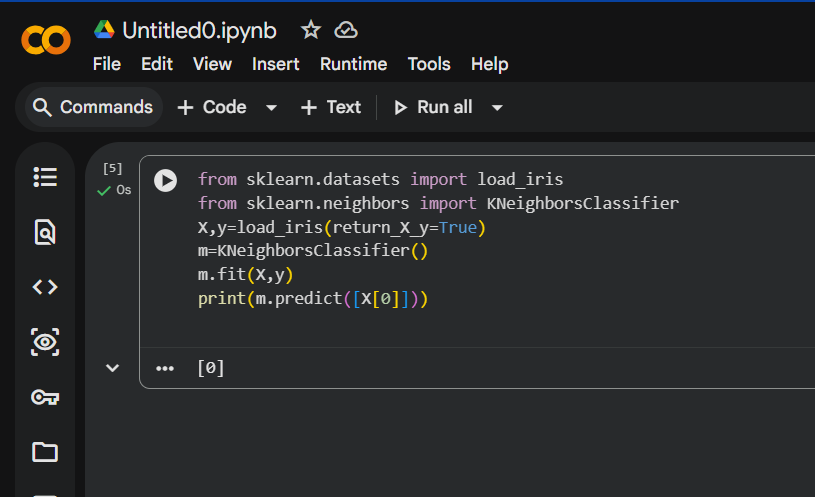 Untitled0.ipynb
File Edit View Insert Runtime Tools Help
Commands + Code + Text Run all
[5]
0s
from sklearn.datasets import load_iris
from sklearn.neighbors import KNeighborsClassifier
X,y=load_iris(return_X_y=True)
m=KNeighborsClassifier()
m.fit(X,y)
print(m.predict([X[0]]))
[0]